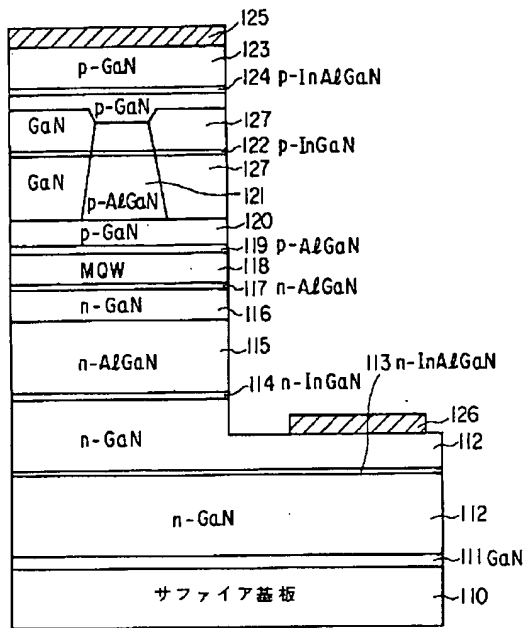 125
123
p-GaN
124 p-InAlGaN
p-GaN
GaN
127
122 p-InGaN
127
GaN
p-AlGaN
121
120
p-GaN
119 p-AlGaN
118
MQW
117 n-AlGaN
n-GaN
116
115
113 n-InAlGaN
n-AlGaN
114 n-InGaN
126
n-GaN
112
n-GaN
112
111 GaN
サファイア基板
110